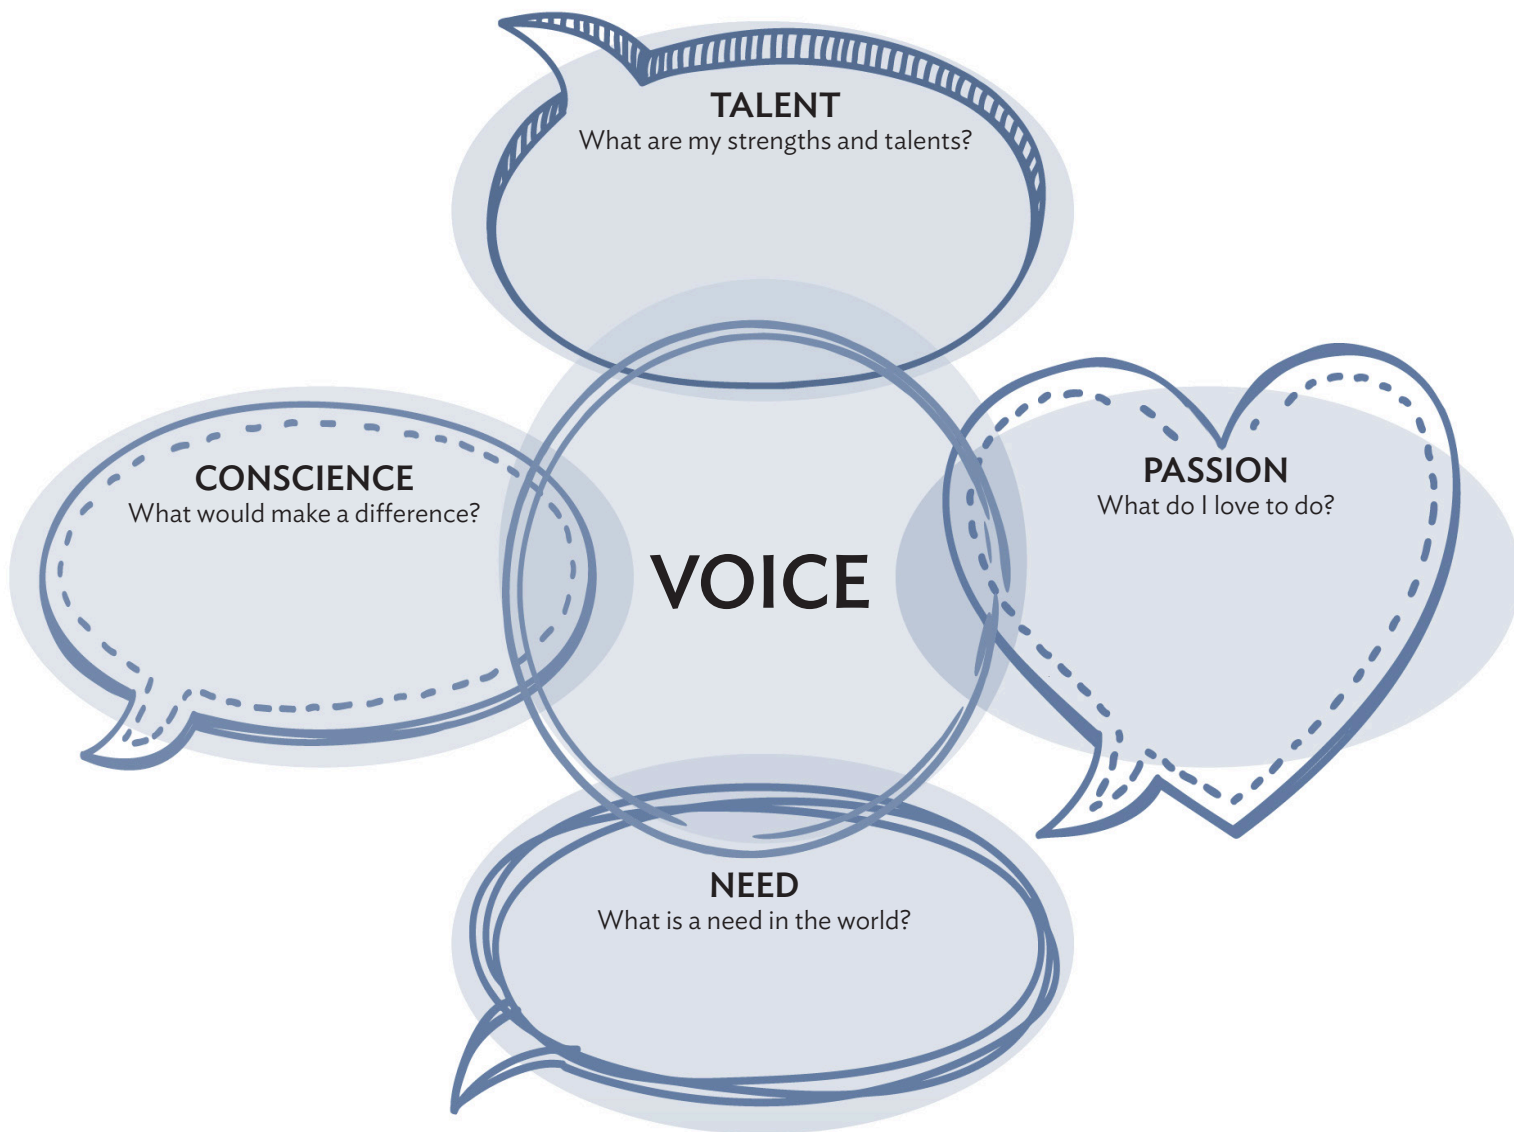 TALENT
What are my strengths and talents?
CONSCIENCE
What would make a difference?
VOICE
PASSION
What do I love to do?
NEED
What is a need in the world?